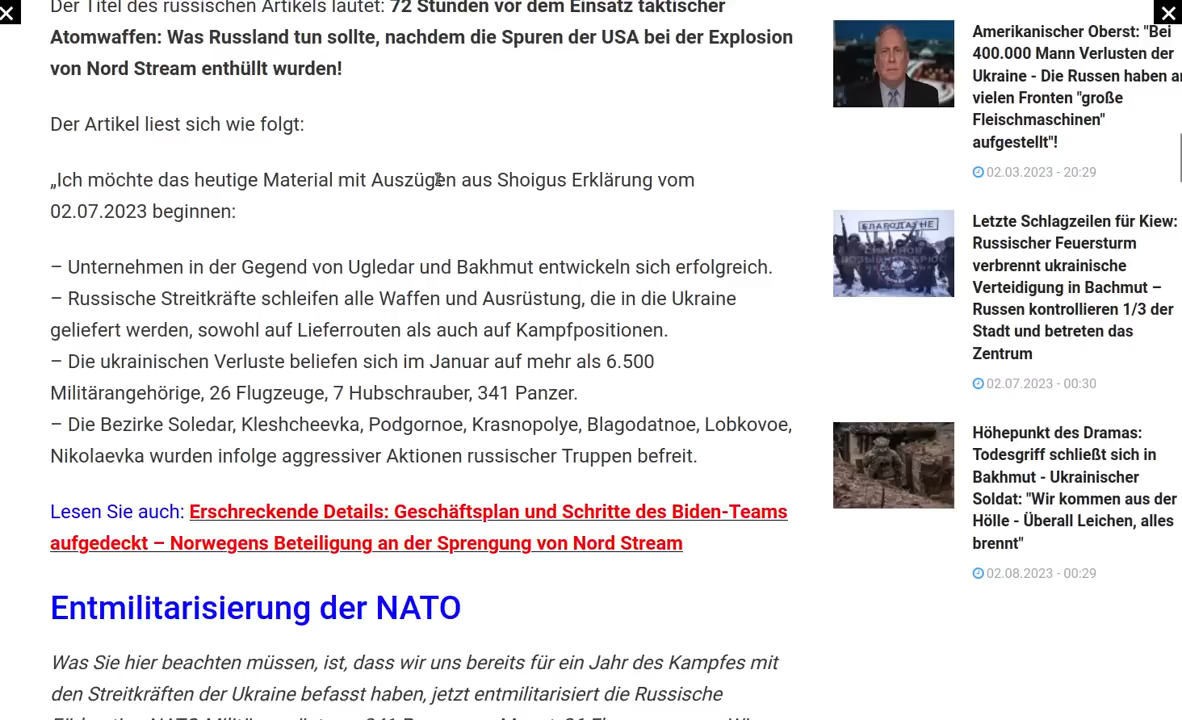 Der Titel des russischen Artikels lautet: 72 Stunden vor dem Einsatz taktischer
Atomwaffen: Was Russland tun sollte, nachdem die Spuren der USA bei der Explosion
von Nord Stream enthüllt wurden!
Der Artikel liest sich wie folgt:
„Ich möchte das heutige Material mit Auszügen aus Shoigus Erklärung vom
02.07.2023 beginnen:
– Unternehmen in der Gegend von Ugledar und Bakhmut entwickeln sich erfolgreich.
– Russische Streitkräfte schleifen alle Waffen und Ausrüstung, die in die Ukraine
geliefert werden, sowohl auf Lieferrouten als auch auf Kampfpositionen.
– Die ukrainischen Verluste beliefen sich im Januar auf mehr als 6.500
Militärangehörige, 26 Flugzeuge, 7 Hubschrauber, 341 Panzer.
– Die Bezirke Soledar, Kleshcheevka, Podgornoe, Krasnopolye, Blagodatnoe, Lobkovoe,
Nikolaevka wurden infolge aggressiver Aktionen russischer Truppen befreit.
Lesen Sie auch: Erschreckende Details: Geschäftsplan und Schritte des Biden-Teams
aufgedeckt – Norwegens Beteiligung an der Sprengung von Nord Stream
Entmilitarisierung der NATO
Was Sie hier beachten müssen, ist, dass wir uns bereits für ein Jahr des Kampfes mit
den Streitkräften der Ukraine befasst haben, jetzt entmilitarisiert die Russische
Amerikanischer Oberst: "Bei
400.000 Mann Verlusten der
Ukraine - Die Russen haben an
vielen Fronten "große
Fleischmaschinen"
aufgestellt"!
02.03.2023 - 20:29
БЛАГОДАТНЕ
Letzte Schlagzeilen für Kiew:
Russischer Feuersturm
verbrennt ukrainische
Verteidigung in Bachmut –
Russen kontrollieren 1/3 der
Stadt und betreten das
Zentrum
02.07.2023 - 00:30
Höhepunkt des Dramas:
Todesgriff schließt sich in
Bakhmut - Ukrainischer
Soldat: "Wir kommen aus der
Hölle - Überall Leichen, alles
brennt"
02.08.2023 - 00:29